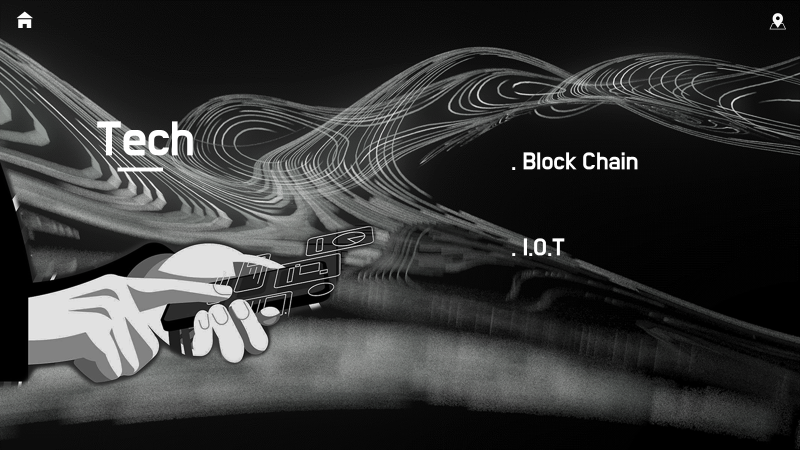 Tech
. Block Chain
. I.O.T